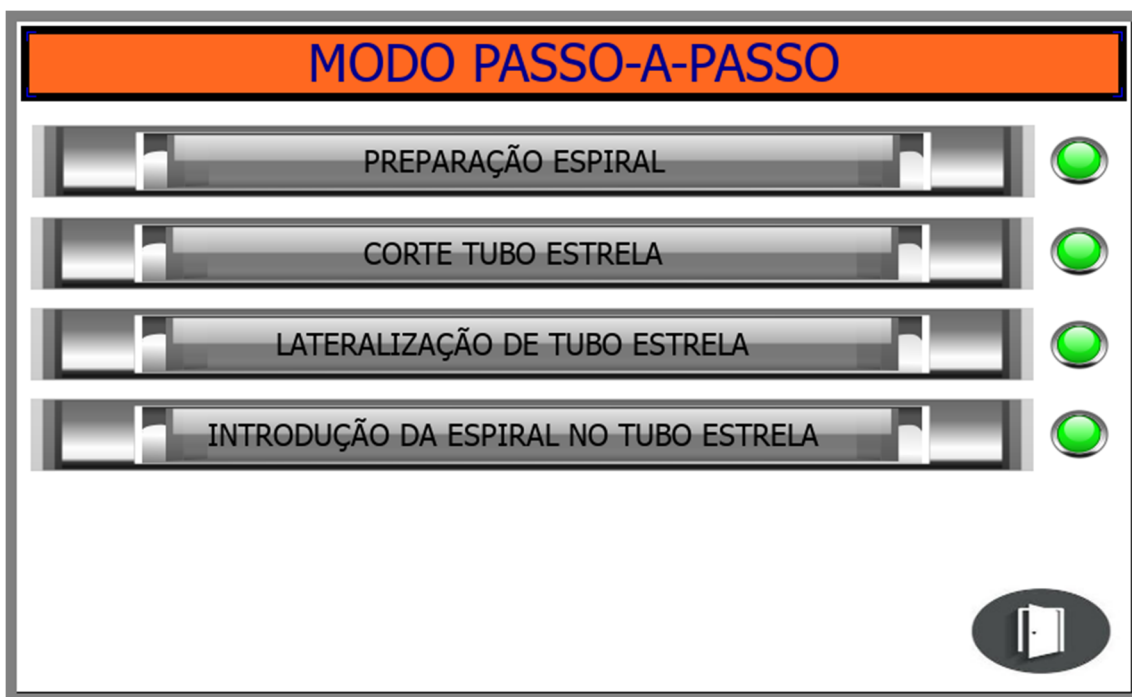 MODO PASSO-A-PASSO
PREPARAÇÃO ESPIRAL
CORTE TUBO ESTRELA
LATERALIZAÇÃO DE TUBO ESTRELA
INTRODUÇÃO DA ESPIRAL NO TUBO ESTRELA